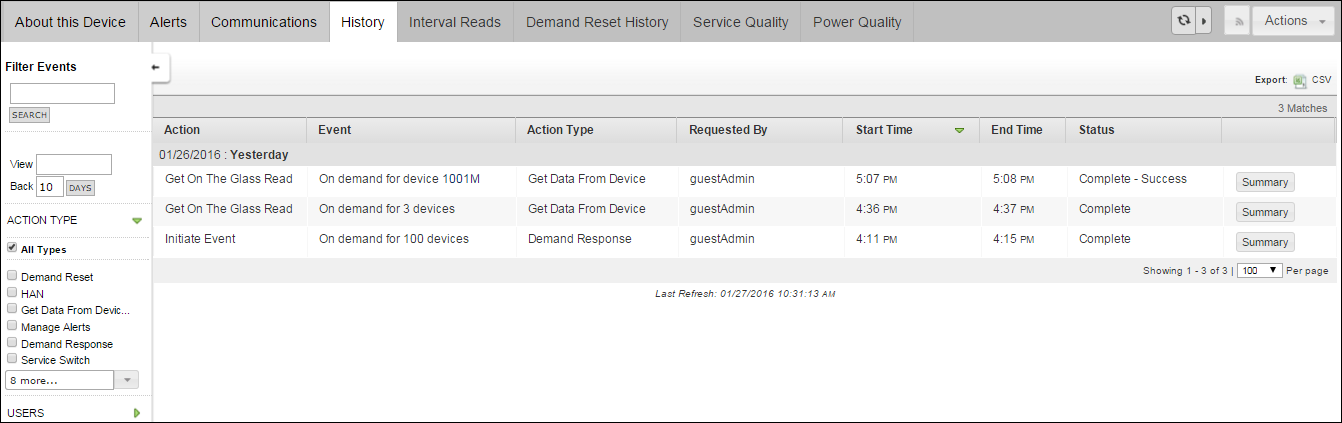 About this Device Alerts Communications History Interval Reads Demand Reset History Service Quality Power Quality Actions
Filter Events
SEARCH
View
Back 10 DAYS
ACTION TYPE
All Types
Demand Reset
HAN
Get Data From Devic...
Manage Alerts
Demand Response
Service Switch
8 more...
USERS
Export: CSV
3 Matches
Action Event Action Type Requested By Start Time End Time Status
01/26/2016 : Yesterday
Get On The Glass Read On demand for device 1001M Get Data From Device guestAdmin 5:07 PM 5:08 PM Complete - Success Summary
Get On The Glass Read On demand for 3 devices Get Data From Device guestAdmin 4:36 PM 4:37 PM Complete Summary
Initiate Event On demand for 100 devices Demand Response guestAdmin 4:11 PM 4:15 PM Complete Summary
Showing 1 - 3 of 3 | 100 Per page
Last Refresh: 01/27/2016 10:31:13 AM